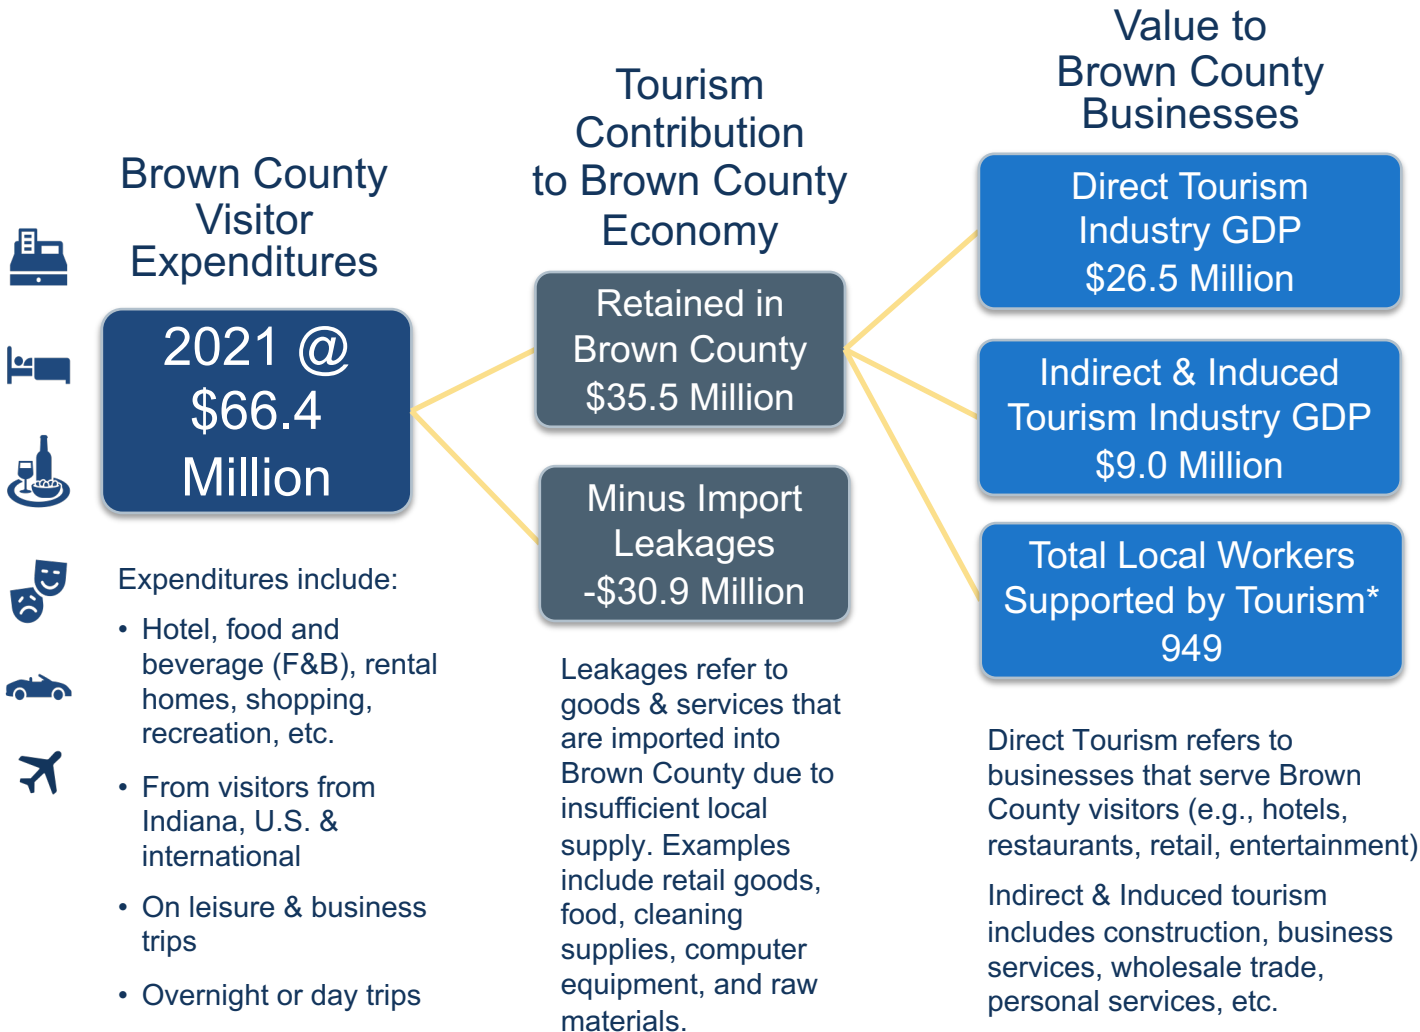 Brown County
Visitor
Expenditures
2021 @
$66.4
Million
Expenditures include:
• Hotel, food and
beverage (F&B), rental
homes, shopping,
recreation, etc.
• From visitors from
Indiana, U.S. &
international
• On leisure & business
trips
• Overnight or day trips
Tourism
Contribution
to Brown County
Economy
Retained in
Brown County
$35.5 Million
Minus Import
Leakages
-$30.9 Million
Leakages refer to
goods & services that
are imported into
Brown County due to
insufficient local
supply. Examples
include retail goods,
food, cleaning
supplies, computer
equipment, and raw
materials.
Value to
Brown County
Businesses
Direct Tourism
Industry GDP
$26.5 Million
Indirect & Induced
Tourism Industry GDP
$9.0 Million
Total Local Workers
Supported by Tourism*
949
Direct Tourism refers to
businesses that serve Brown
County visitors (e.g., hotels,
restaurants, retail, entertainment)
Indirect & Induced tourism
includes construction, business
services, wholesale trade,
personal services, etc.